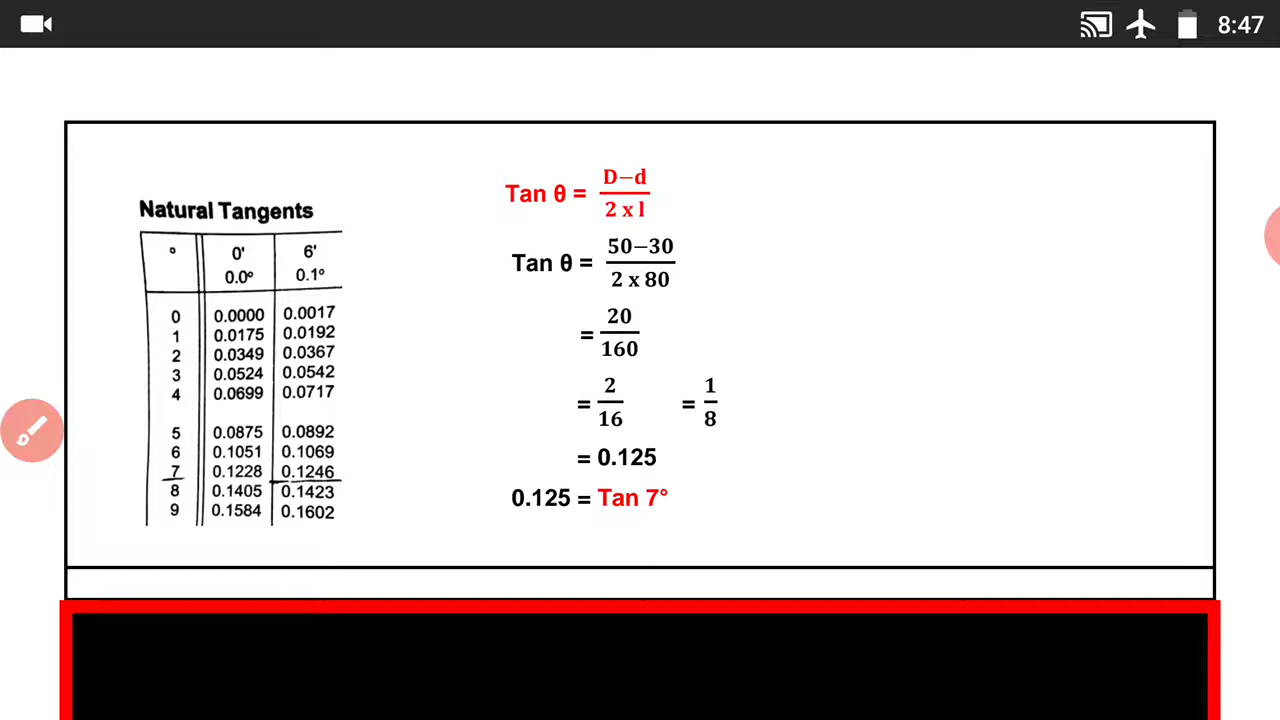 8:47
Natural Tangents
° 0' 6'
0.0° 0.1°
0 0.0000 0.0017
1 0.0175 0.0192
2 0.0349 0.0367
3 0.0524 0.0542
4 0.0699 0.0717
5 0.0875 0.0892
6 0.1051 0.1069
7 0.1228 0.1246
8 0.1405 0.1423
9 0.1584 0.1602
Tan θ = D−d / 2 x l
Tan θ = 50−30 / 2 x 80
= 20 / 160
= 2 / 16 = 1 / 8
= 0.125
0.125 = Tan 7°